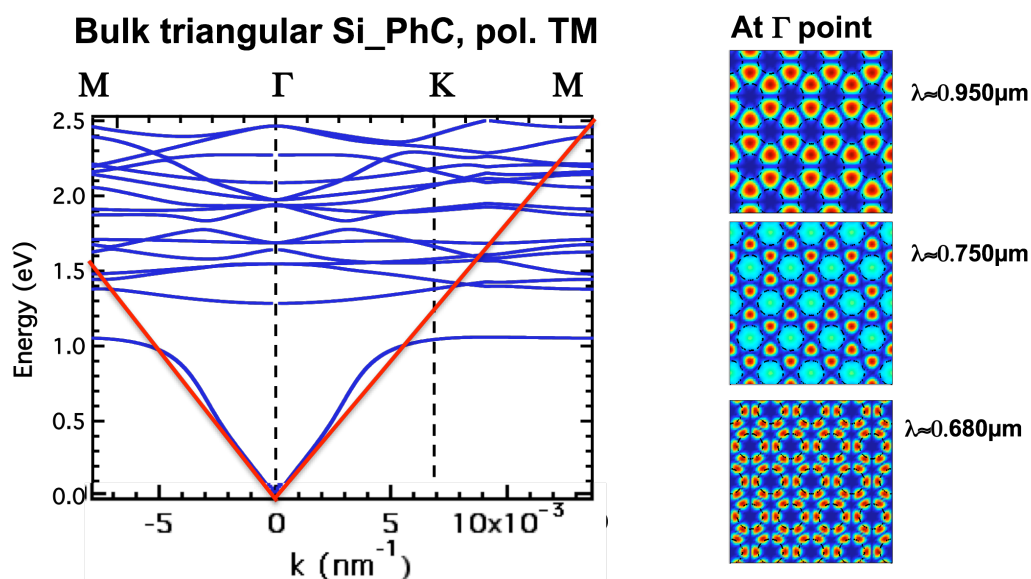 Bulk triangular Si_PhC, pol. TM
M Γ K M
Energy (eV)
2.5
2.0
1.5
1.0
0.5
0.0
-5 0 5 10x10⁻³
k (nm⁻¹)
At Γ point
λ≈0.950µm
λ≈0.750µm
λ≈0.680µm